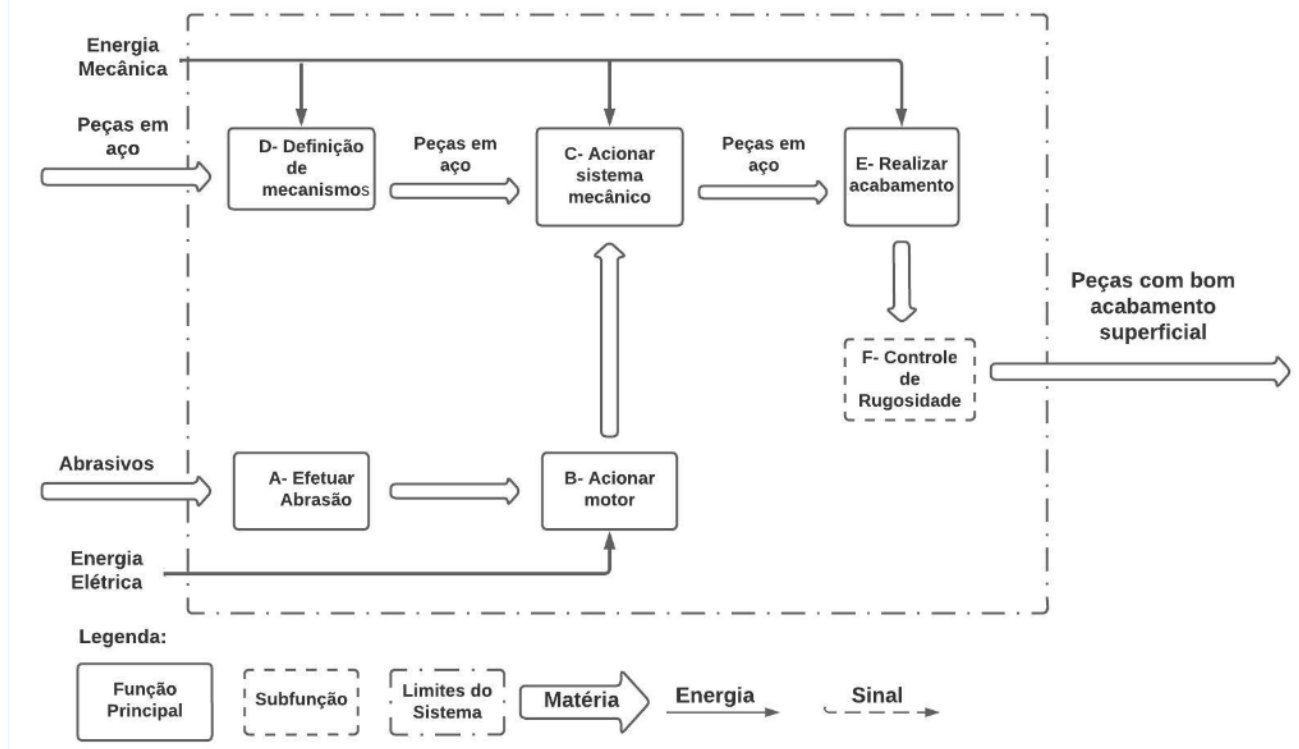 Energia
Mecânica
Peças em
aço
D- Definição
de
mecanismos
Peças em
aço
C- Acionar
sistema
mecânico
Peças em
aço
E- Realizar
acabamento
Peças com bom
acabamento
superficial
F- Controle
de
Rugosidade
Abrasivos
A- Efetuar
Abrasão
B- Acionar
motor
Energia
Elétrica
Legenda:
Função
Principal
Subfunção
Limites do
Sistema
Matéria
Energia
Sinal